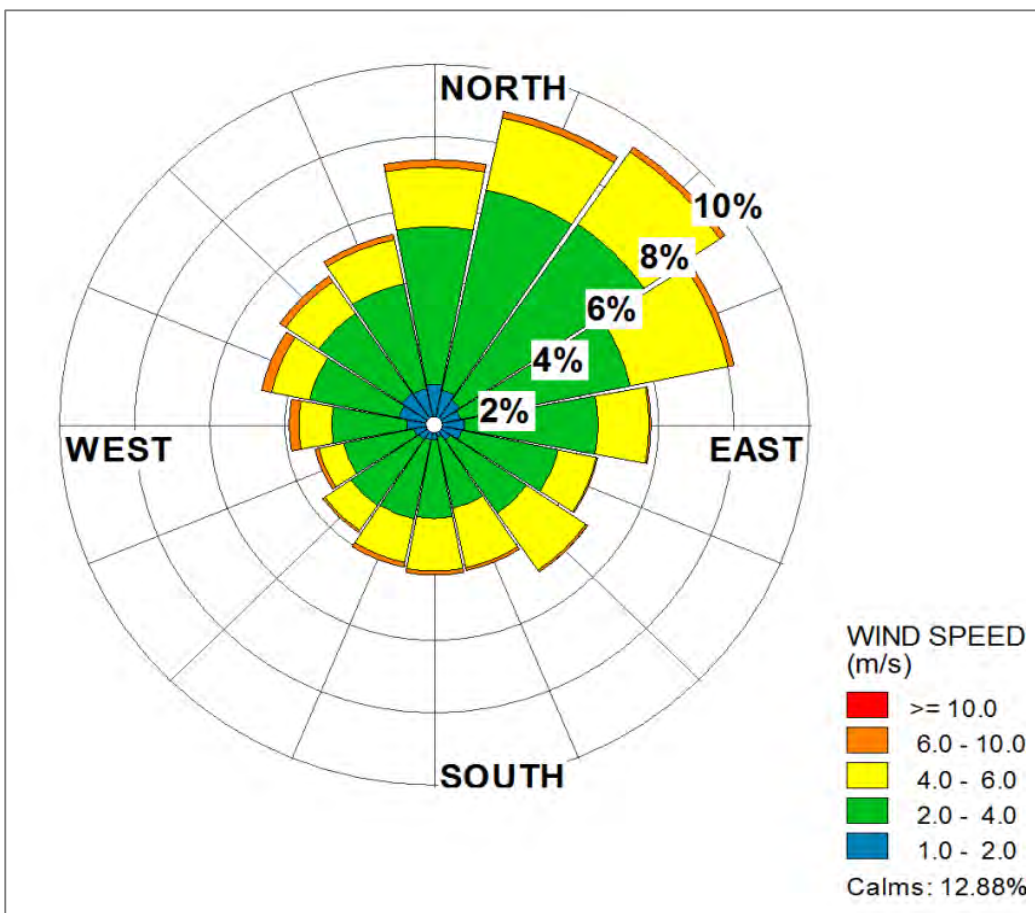 NORTH
10%
8%
6%
4%
2%
WEST
EAST
SOUTH
WIND SPEED
(m/s)
>= 10.0
6.0 - 10.0
4.0 - 6.0
2.0 - 4.0
1.0 - 2.0
Calms: 12.88%